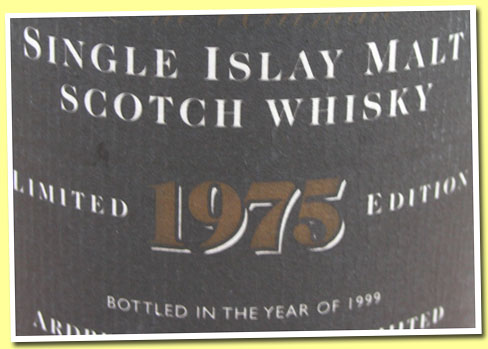 SINGLE ISLAY MALT
SCOTCH WHISKY
LIMITED 1975 EDITION
BOTTLED IN THE YEAR OF 1999